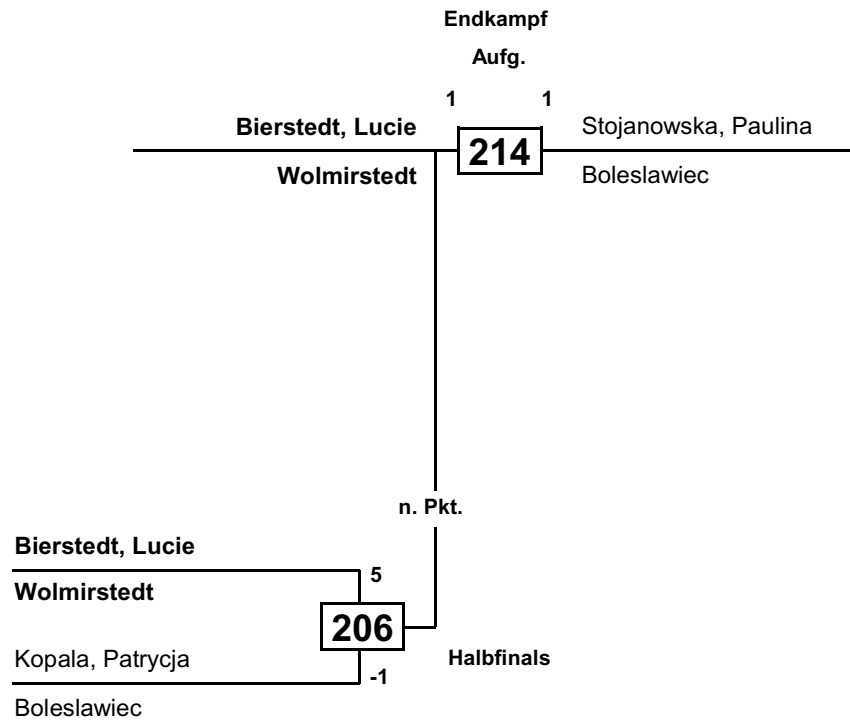 Endkampf
Aufg.
1 1
Bierstedt, Lucie 214 Stojanowska, Paulina
Wolmirstedt Boleslawiec
n. Pkt.
Bierstedt, Lucie
5
Wolmirstedt
206
Kopala, Patrycja Halbfinals
-1
Boleslawiec